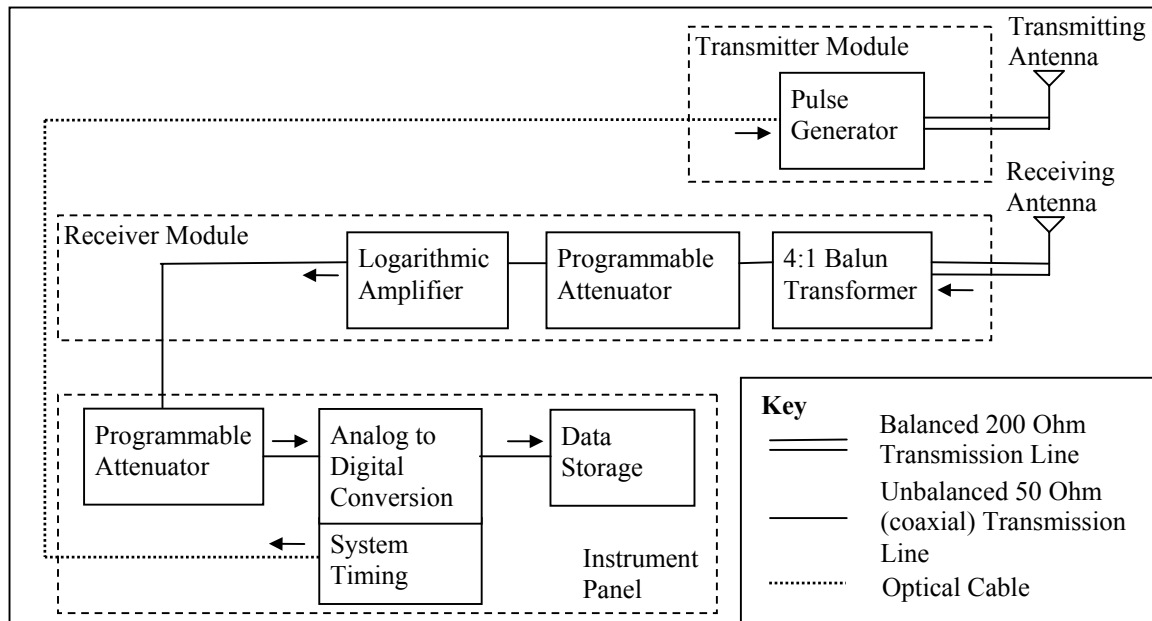 Transmitter Module
Transmitting
Antenna
Pulse
Generator
Receiving
Antenna
Receiver Module
Logarithmic
Amplifier
Programmable
Attenuator
4:1 Balun
Transformer
Programmable
Attenuator
Analog to
Digital
Conversion
Data
Storage
System
Timing
Instrument
Panel
Key
Balanced 200 Ohm
Transmission Line
Unbalanced 50 Ohm
(coaxial) Transmission
Line
Optical Cable